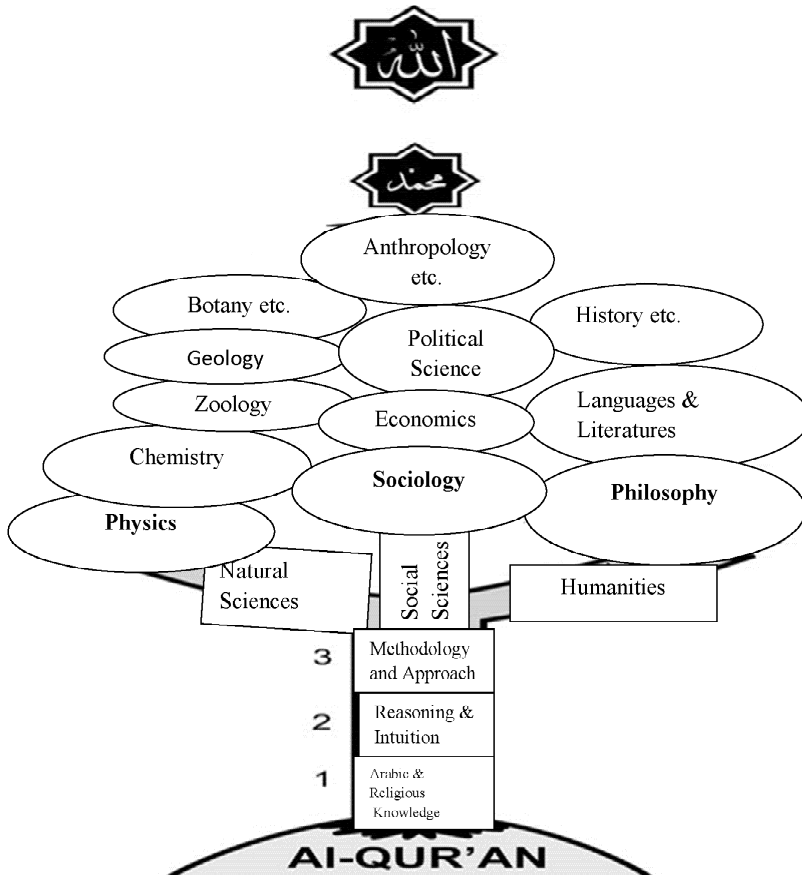 الله
محمد
Anthropology
etc.
Botany etc.
History etc.
Political
Science
Geology
Zoology
Economics
Languages &
Literatures
Chemistry
Sociology
Philosophy
Physics
Natural
Sciences
Social
Sciences
Humanities
3
Methodology
and Approach
2
Reasoning &
Intuition
1
Arabic &
Religious
Knowledge
Al-QUR’AN